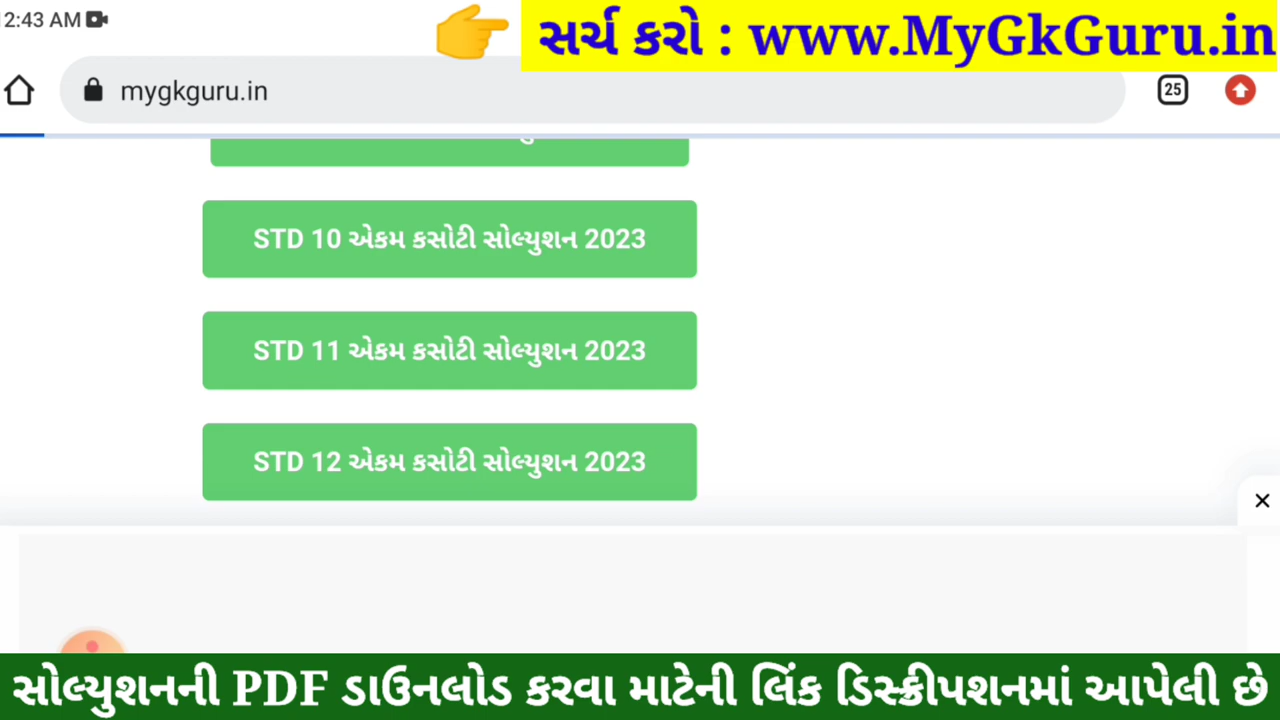 2:43 AM
👉 સર્ચ કરો : www.MyGkGuru.in
mygkguru.in
25
STD 10 એકમ કસોટી સોલ્યુશન 2023
STD 11 એકમ કસોટી સોલ્યુશન 2023
STD 12 એકમ કસોટી સોલ્યુશન 2023
સોલ્યુશનની PDF ડાઉનલોડ કરવા માટેની લિંક ડિસ્ક્રીપશનમાં આપેલી છે